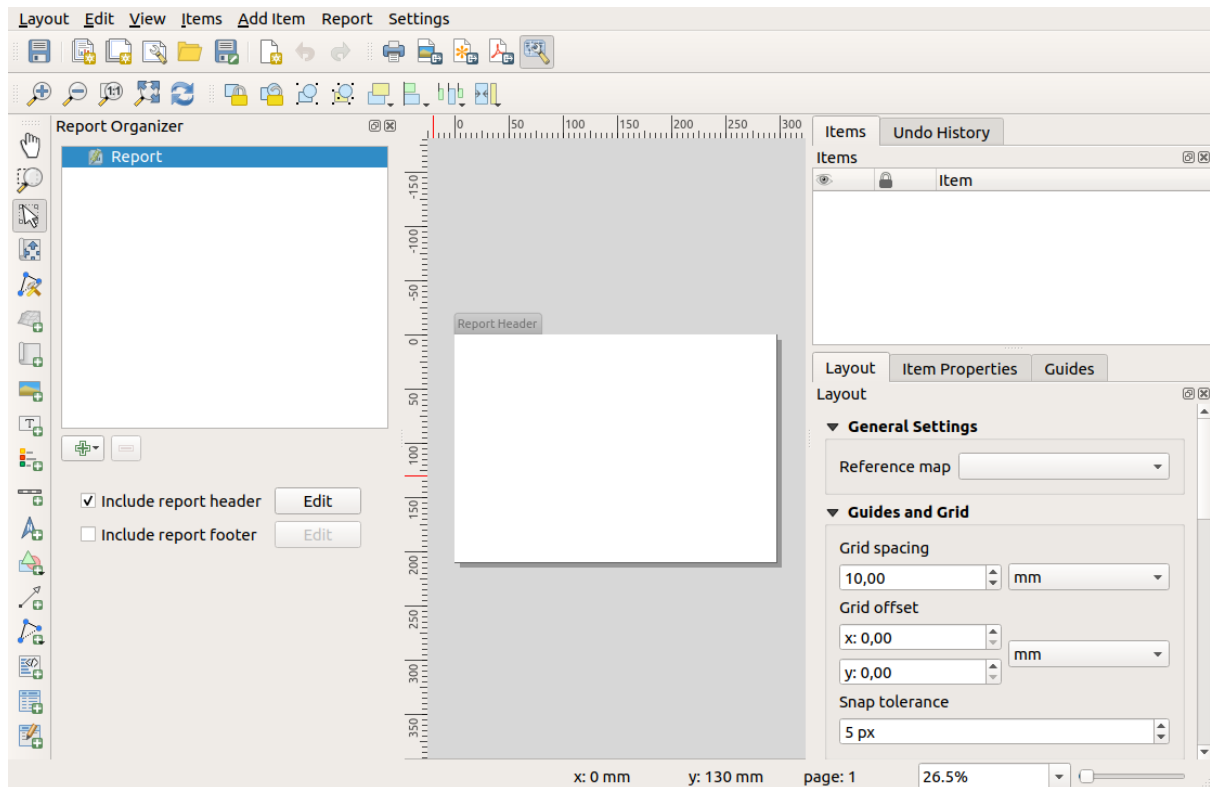 Layout Edit View Items Add Item Report Settings
1:1
Report Organizer
Report
Include report header Edit
Include report footer Edit
0 50 100 150 200 250 300
-150
-100
-50
0
50
100
150
200
250
300
350
Report Header
Items Undo History
Items
Item
Layout Item Properties Guides
Layout
General Settings
Reference map
Guides and Grid
Grid spacing
10,00 mm
Grid offset
x: 0,00
mm
y: 0,00
Snap tolerance
5 px
x: 0 mm y: 130 mm page: 1 26.5%